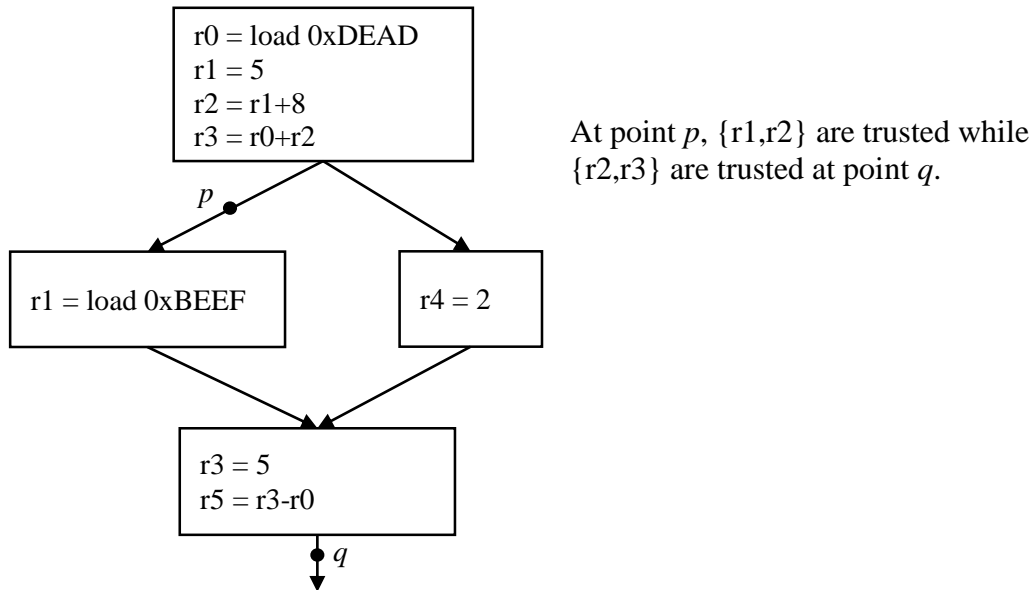 r0 = load 0xDEAD
r1 = 5
r2 = r1+8
r3 = r0+r2
At point p, {r1,r2} are trusted while
{r2,r3} are trusted at point q.
p
r1 = load 0xBEEF
r4 = 2
r3 = 5
r5 = r3-r0
q